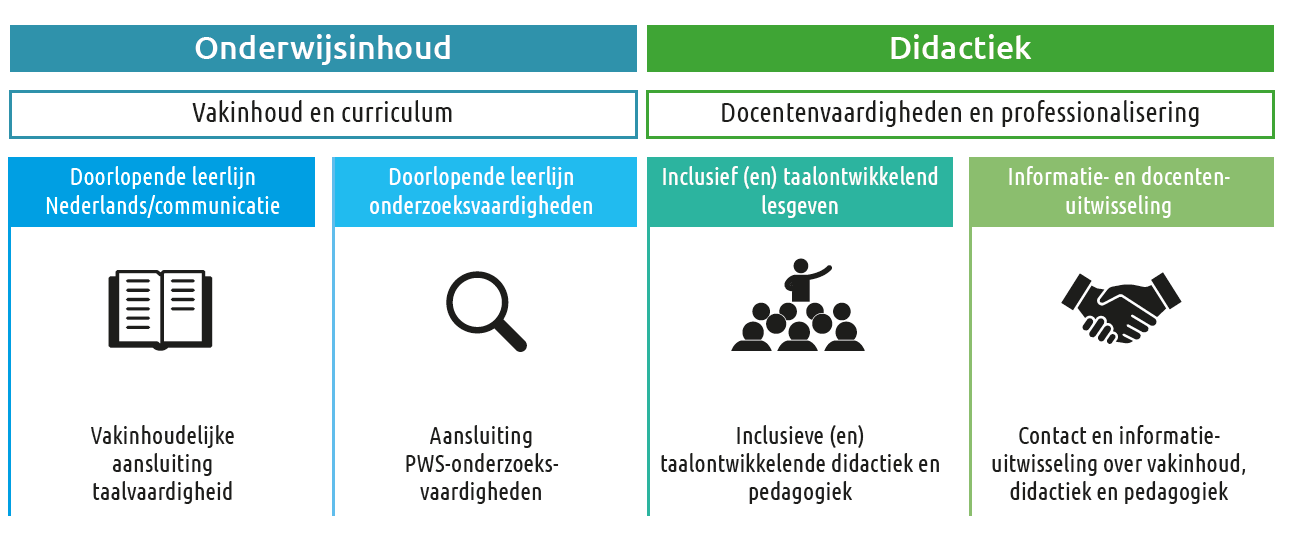 Onderwijsinhoud
Didactiek
Vakinhoud en curriculum
Docentenvaardigheden en professionalisering
Doorlopende leerlijn
Nederlands/communicatie
Doorlopende leerlijn
onderzoeksvaardigheden
Inclusief (en) taalontwikkelend
lesgeven
Informatie- en docenten-
uitwisseling
Vakinhoudelijke
aansluiting
taalvaardigheid
Aansluiting
PWS-onderzoeks-
vaardigheden
Inclusieve (en)
taalontwikkelende didactiek en
pedagogiek
Contact en informatie-
uitwisseling over vakinhoud,
didactiek en pedagogiek